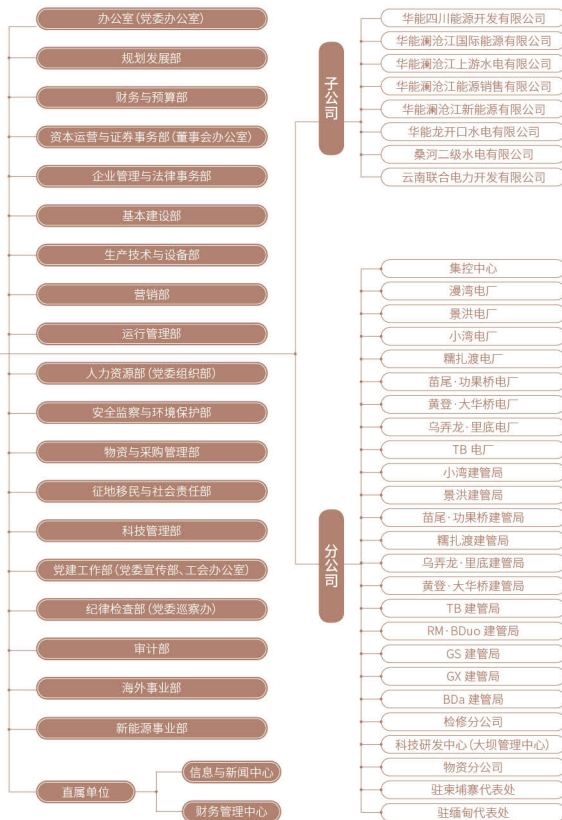 办公室(党委办公室)
规划发展部
财务与预算部
资本运营与证券事务部(董事会办公室)
企业管理与法律事务部
基本建设部
生产技术与设备部
营销部
运行管理部
人力资源部(党委组织部)
安全监察与环境保护部
物资与采购管理部
征地移民与社会责任部
科技管理部
党建工作部(党委宣传部、工会办公室)
纪律检查部(党委巡察办)
审计部
海外事业部
新能源事业部
直属单位
信息与新闻中心
财务管理中心
子公司
华能四川能源开发有限公司
华能澜沧江国际能源有限公司
华能澜沧江上游水电有限公司
华能澜沧江能源销售有限公司
华能澜沧江新能源有限公司
华能龙开口水电有限公司
桑河二级水电有限公司
云南联合电力开发有限公司
分公司
集控中心
漫湾电厂
景洪电厂
小湾电厂
糯扎渡电厂
苗尾·功果桥电厂
黄登·大华桥电厂
乌弄龙·里底电厂
TB 电厂
小湾建管局
景洪建管局
苗尾·功果桥建管局
糯扎渡建管局
乌弄龙·里底建管局
黄登·大华桥建管局
TB 建管局
RM·BDuo 建管局
GS 建管局
GX 建管局
BDa 建管局
检修分公司
科技研发中心(大坝管理中心)
物资分公司
驻柬埔寨代表处
驻缅甸代表处